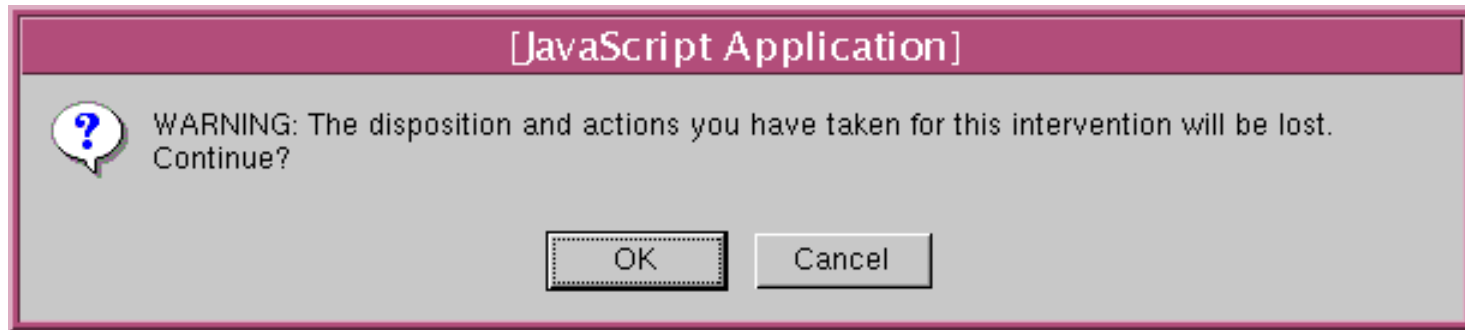 [JavaScript Application]
WARNING: The disposition and actions you have taken for this intervention will be lost.
Continue?
OK
Cancel